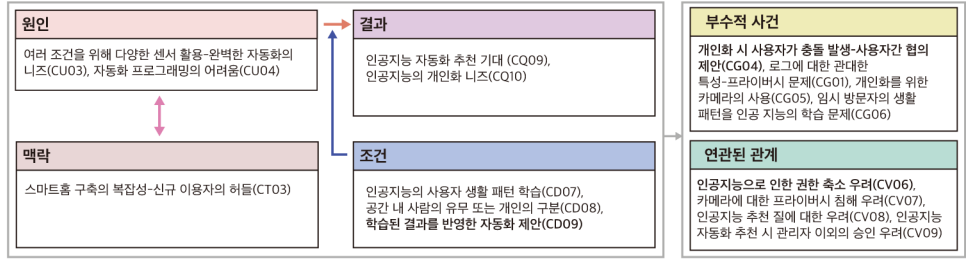 원인
여러 조건을 위해 다양한 센서 활용-완벽한 자동화의
니즈(CU03), 자동화 프로그래밍의 어려움(CU04)
결과
인공지능 자동화 추천 기대 (CQ09),
인공지능의 개인화 니즈(CQ10)
맥락
스마트홈 구축의 복잡성-신규 이용자의 허들(CT03)
조건
인공지능의 사용자 생활 패턴 학습(CD07),
공간 내 사람의 유무 또는 개인의 구분(CD08),
학습된 결과를 반영한 자동화 제안(CD09)
부수적 사건
개인화 시 사용자가 충돌 발생-사용자간 협의
제안(CG04), 로그에 대한 관대한
특성-프라이버시 문제(CG01), 개인화를 위한
카메라의 사용(CG05), 임시 방문자의 생활
패턴을 인공 지능의 학습 문제(CG06)
연관된 관계
인공지능으로 인한 권한 축소 우려(CV06),
카메라에 대한 프라이버시 침해 우려(CV07),
인공지능 추천 질에 대한 우려(CV08), 인공지능
자동화 추천 시 관리자 이외의 승인 우려(CV09)